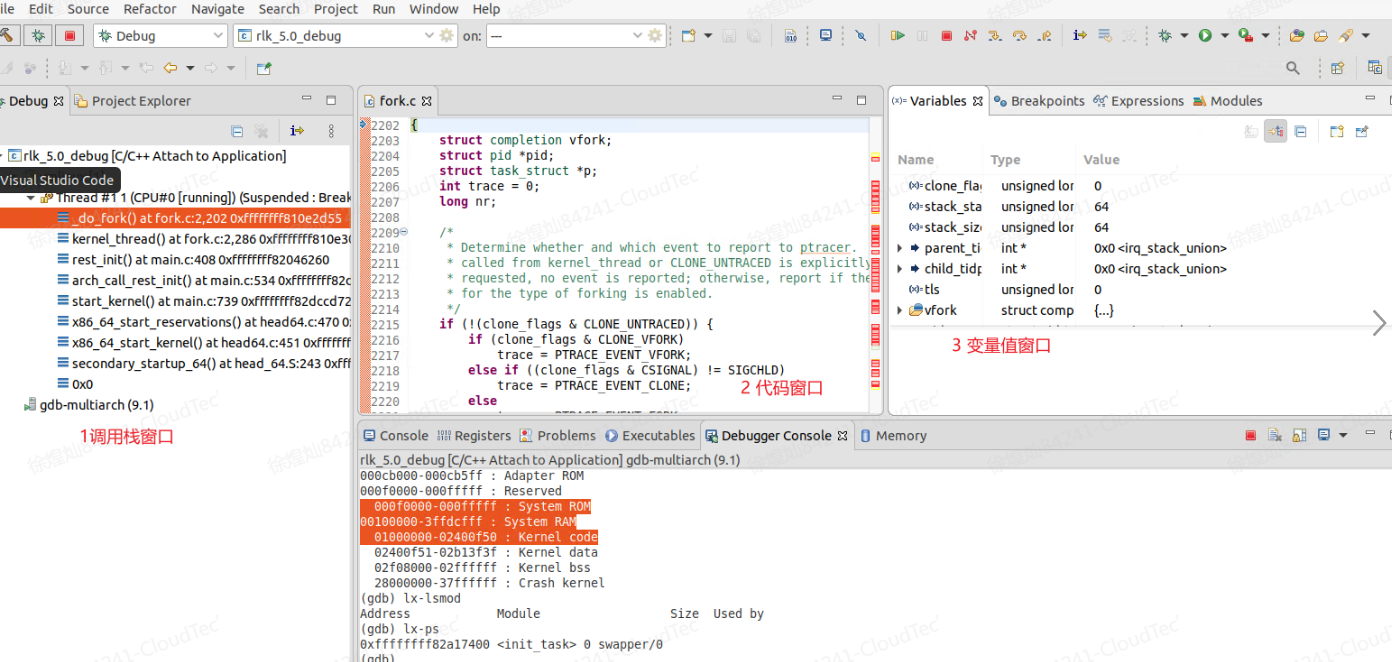 ile Edit Source Refactor Navigate Search Project Run Window Help
Debug rlk_5.0_debug on: ---
Debug Project Explorer
rlk_5.0_debug [C/C++ Attach to Application]
Visual Studio Code
Thread #1 1 (CPU#0 [running]) (Suspended : Break
_do_fork() at fork.c:2,202 0xffffffff810e2d55
kernel_thread() at fork.c:2,286 0xffffffff810e30
rest_init() at main.c:408 0xffffffff82046260
arch_call_rest_init() at main.c:534 0xffffffff82c
start_kernel() at main.c:739 0xffffffff82dccd72
x86_64_start_reservations() at head64.c:470 0
x86_64_start_kernel() at head64.c:451 0xfffffff
secondary_startup_64() at head_64.S:243 0xfff
0x0
gdb-multiarch (9.1)
1调用栈窗口
fork.c
2202 {
2203 struct completion vfork;
2204 struct pid *pid;
2205 struct task_struct *p;
2206 int trace = 0;
2207 long nr;
2208
2209 /*
2210 * Determine whether and which event to report to ptracer.
2211 * called from kernel_thread or CLONE_UNTRACED is explicitly
2212 * requested, no event is reported; otherwise, report if the
2213 * for the type of forking is enabled.
2214 */
2215 if (!(clone_flags & CLONE_UNTRACED)) {
2216 if (clone_flags & CLONE_VFORK)
2217 trace = PTRACE_EVENT_VFORK;
2218 else if ((clone_flags & CSIGNAL) != SIGCHLD)
2219 trace = PTRACE_EVENT_CLONE;
2220 else
2 代码窗口
Variables Breakpoints Expressions Modules
Name Type Value
clone_flag unsigned lor 0
stack_sta unsigned lor 64
stack_size unsigned lor 64
parent_ti int * 0x0 <irq_stack_union>
child_tidp int * 0x0 <irq_stack_union>
tls unsigned lor 0
vfork struct comp {...}
3 变量值窗口
Console Registers Problems Executables Debugger Console Memory
rlk_5.0_debug [C/C++ Attach to Application] gdb-multiarch (9.1)
000cb000-000cb5ff : Adapter ROM
000f0000-000fffff : Reserved
000f0000-000fffff : System ROM
00100000-3ffdcfff : System RAM
01000000-02400f50 : Kernel code
02400f51-02b13f3f : Kernel data
02f08000-02ffffff : Kernel bss
28000000-37ffffff : Crash kernel
(gdb) lx-lsmod
Address Module Size Used by
(gdb) lx-ps
0xffffffff82a17400 <init_task> 0 swapper/0
(gdb)